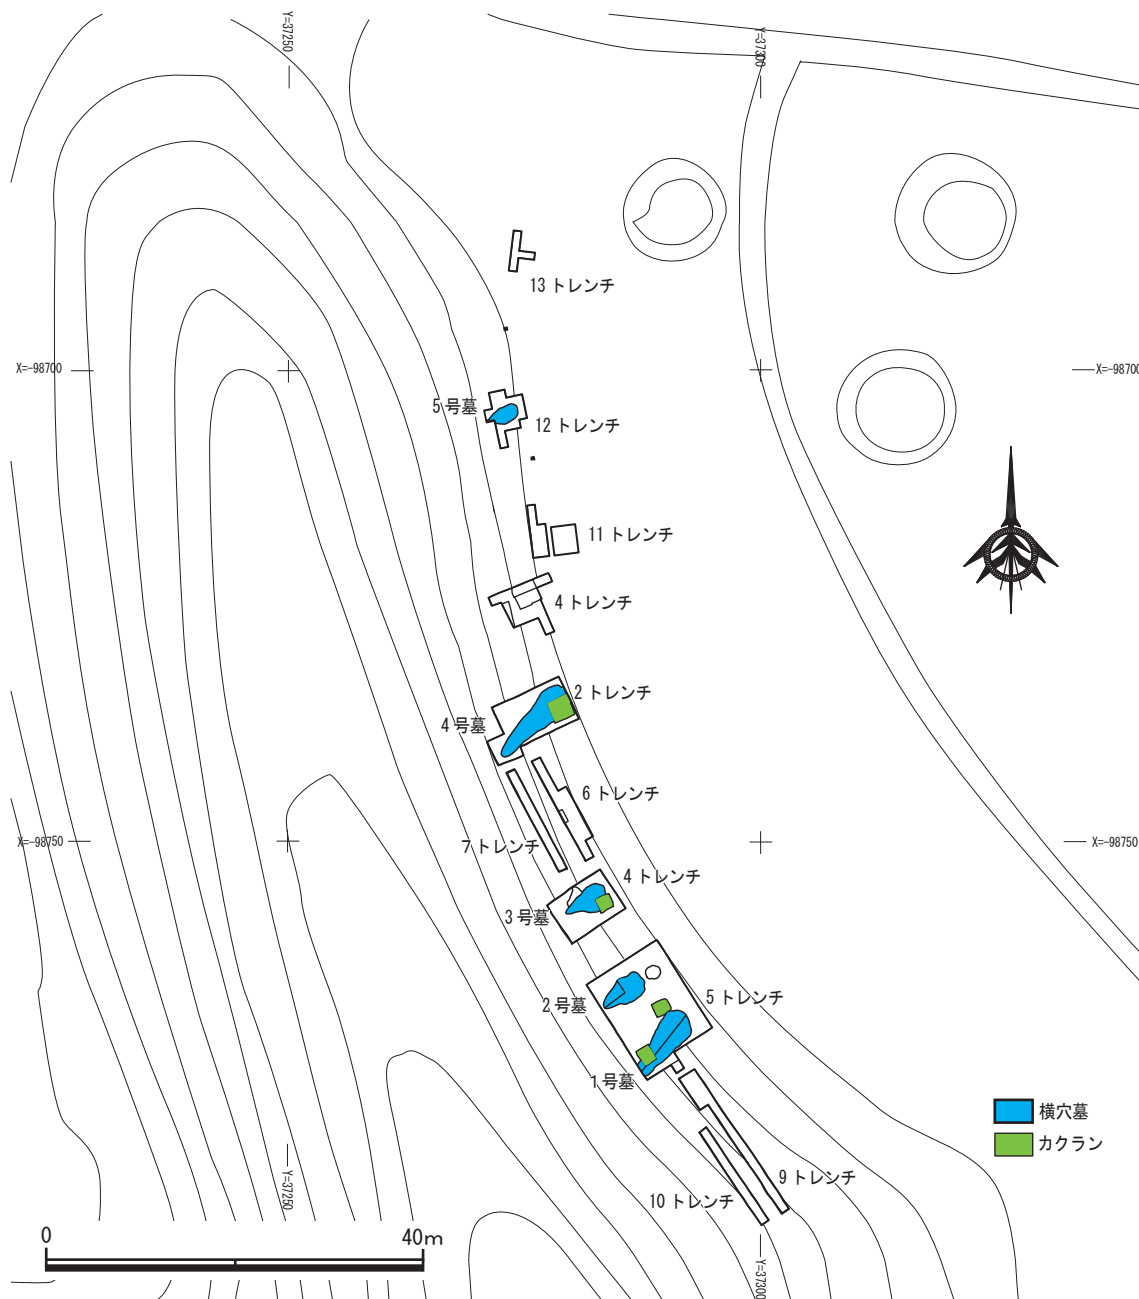 Y=37250
Y=37300
13 トレンチ
X=-98700
X=-98700
5 号墓
12 トレンチ
11 トレンチ
4 トレンチ
2 トレンチ
4 号墓
6 トレンチ
X=-98750
7 トレンチ
X=-98750
4 トレンチ
3 号墓
2 号墓
5 トレンチ
1 号墓
横穴墓
カクラン
Y=37250
9 トレンチ
10 トレンチ
0
40m
Y=37300